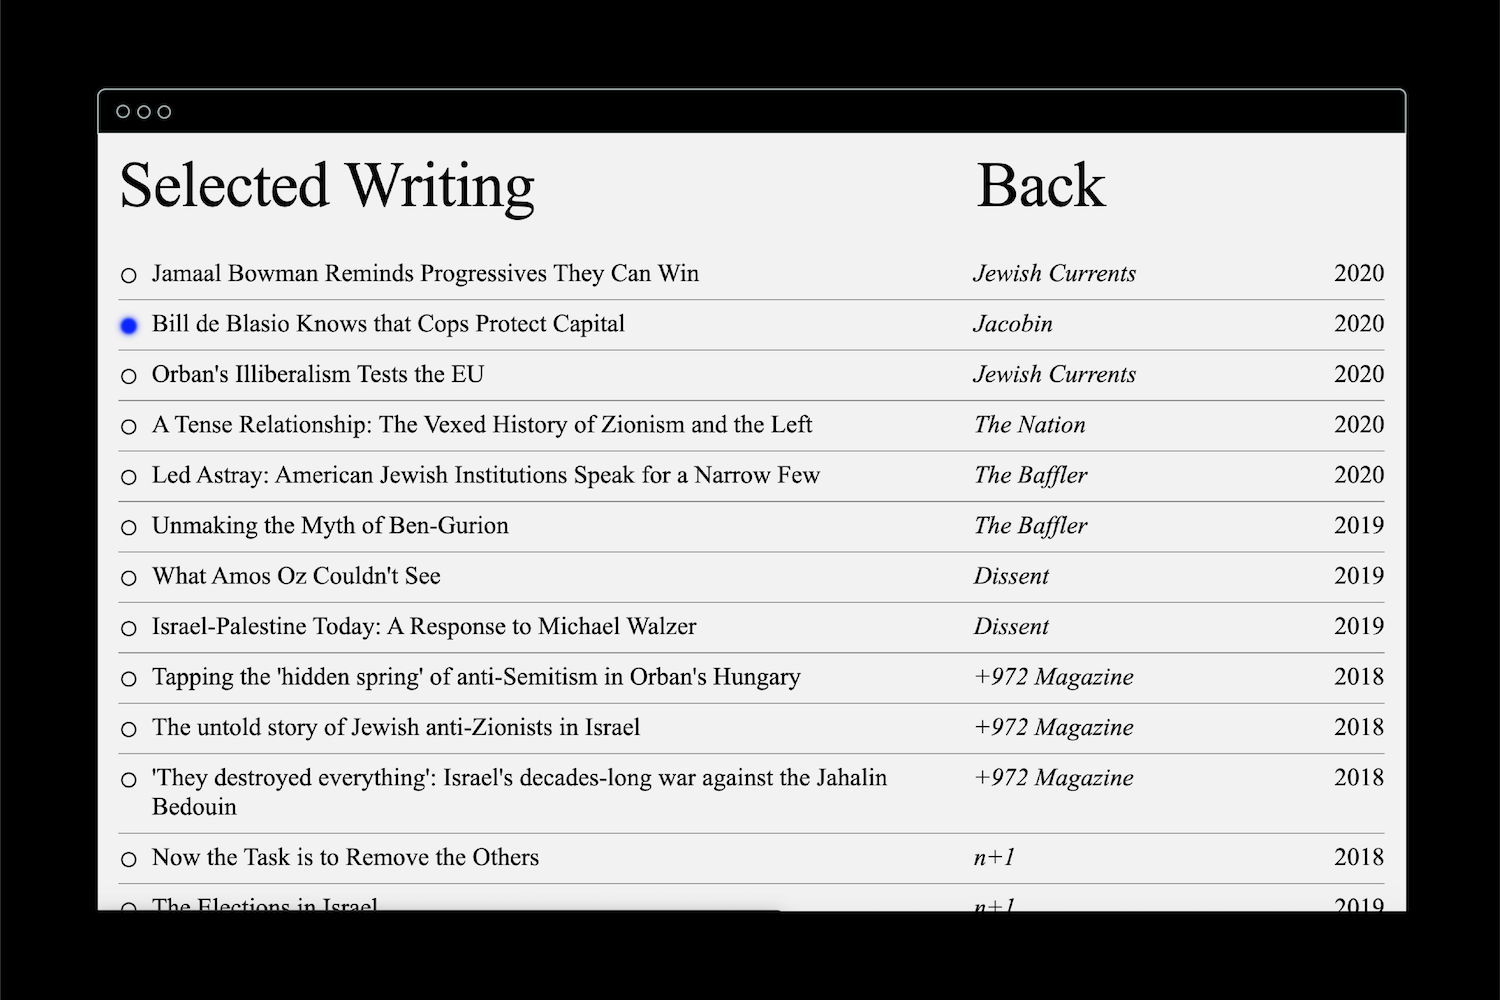 Selected Writing Back
Jamaal Bowman Reminds Progressives They Can Win Jewish Currents 2020
Bill de Blasio Knows that Cops Protect Capital Jacobin 2020
Orban's Illiberalism Tests the EU Jewish Currents 2020
A Tense Relationship: The Vexed History of Zionism and the Left The Nation 2020
Led Astray: American Jewish Institutions Speak for a Narrow Few The Baffler 2020
Unmaking the Myth of Ben-Gurion The Baffler 2019
What Amos Oz Couldn't See Dissent 2019
Israel-Palestine Today: A Response to Michael Walzer Dissent 2019
Tapping the 'hidden spring' of anti-Semitism in Orban's Hungary +972 Magazine 2018
The untold story of Jewish anti-Zionists in Israel +972 Magazine 2018
'They destroyed everything': Israel's decades-long war against the Jahalin +972 Magazine 2018
Bedouin
Now the Task is to Remove the Others n+1 2018
The Elections in Israel n+1 2019